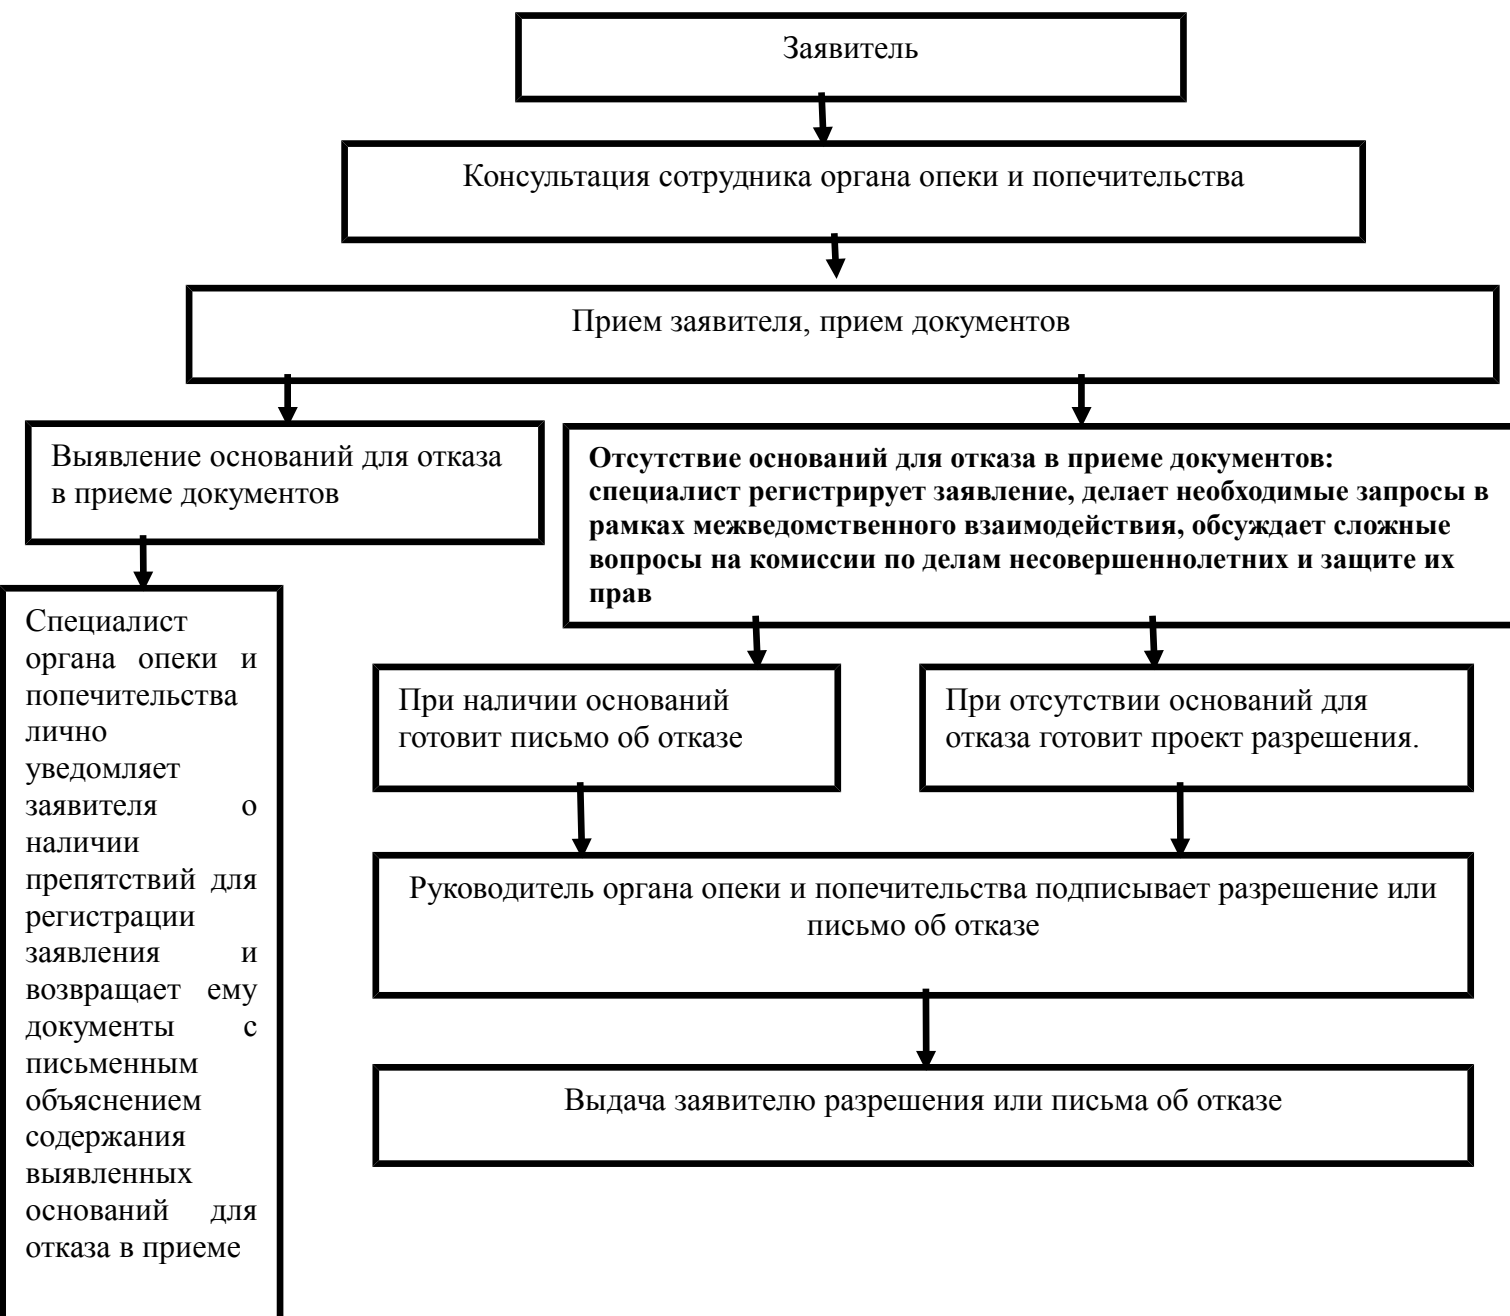 Заявитель
Консультация сотрудника органа опеки и попечительства
Прием заявителя, прием документов
Выявление оснований для отказа
в приеме документов
Отсутствие оснований для отказа в приеме документов:
специалист регистрирует заявление, делает необходимые запросы в
рамках межведомственного взаимодействия, обсуждает сложные
вопросы на комиссии по делам несовершеннолетних и защите их
прав
Специалист
органа опеки и
попечительства
лично
уведомляет
заявителя о
наличии
препятствий для
регистрации
заявления и
возвращает ему
документы с
письменным
объяснением
содержания
выявленных
оснований для
отказа в приеме
При наличии оснований
готовит письмо об отказе
При отсутствии оснований для
отказа готовит проект разрешения.
Руководитель органа опеки и попечительства подписывает разрешение или
письмо об отказе
Выдача заявителю разрешения или письма об отказе